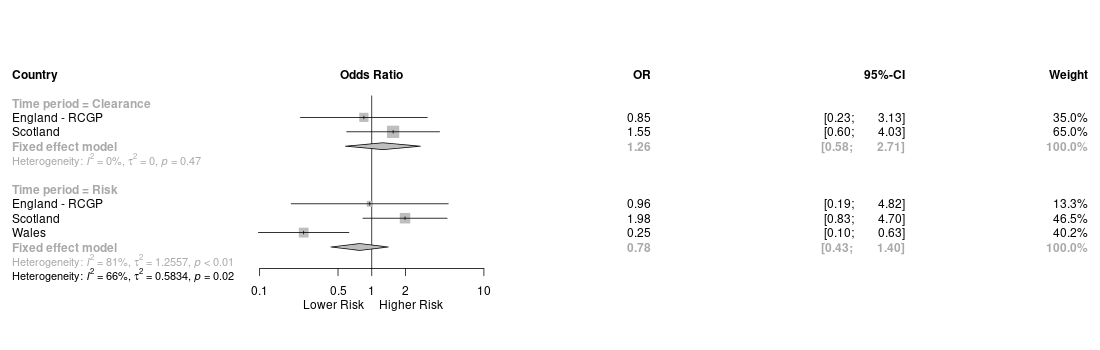 Country Odds Ratio OR 95%-CI Weight
Time period = Clearance
England - RCGP 0.85 [0.23; 3.13] 35.0%
Scotland 1.55 [0.60; 4.03] 65.0%
Fixed effect model 1.26 [0.58; 2.71] 100.0%
Heterogeneity: I² = 0%, τ² = 0, p = 0.47
Time period = Risk
England - RCGP 0.96 [0.19; 4.82] 13.3%
Scotland 1.98 [0.83; 4.70] 46.5%
Wales 0.25 [0.10; 0.63] 40.2%
Fixed effect model 0.78 [0.43; 1.40] 100.0%
Heterogeneity: I² = 81%, τ² = 1.2557, p < 0.01
Heterogeneity: I² = 66%, τ² = 0.5834, p = 0.02
0.1 0.5 1 2 10
Lower Risk Higher Risk